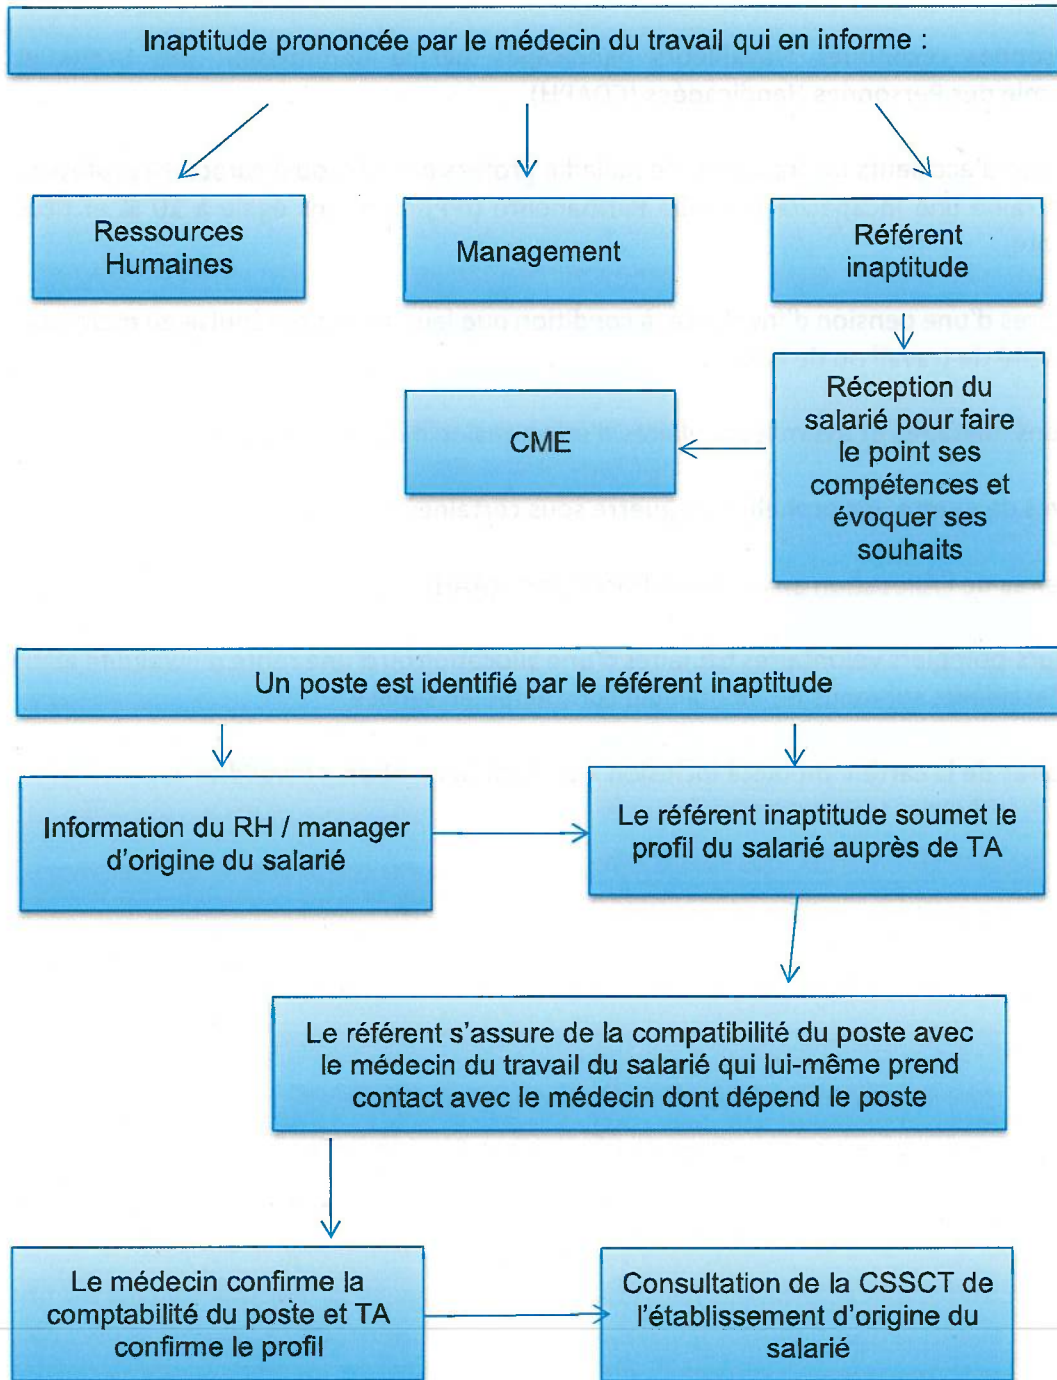 Inaptitude prononcée par le médecin du travail qui en informe :
Ressources
Humaines
Management
Référent
inaptitude
CME
Réception du
salarié pour faire
le point ses
compétences et
évoquer ses
souhaits
Un poste est identifié par le référent inaptitude
Information du RH / manager
d'origine du salarié
Le référent inaptitude soumet le
profil du salarié auprès de TA
Le référent s'assure de la compatibilité du poste avec
le médecin du travail du salarié qui lui-même prend
contact avec le médecin dont dépend le poste
Le médecin confirme la
comptabilité du poste et TA
confirme le profil
Consultation de la CSSCT de
l'établissement d'origine du
salarié